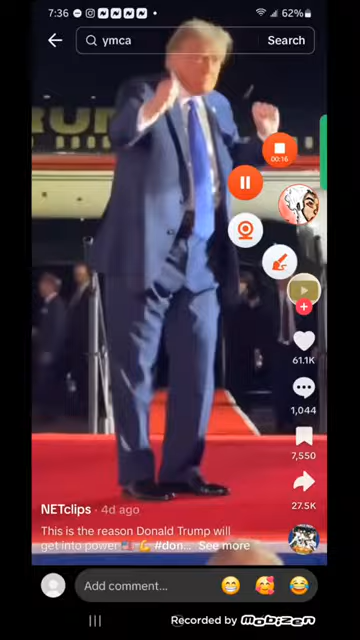 7:36
62%
ymca
Search
TRUM
00:16
61.1K
1,044
7,550
27.5K
NETclips · 4d ago
This is the reason Donald Trump will
get into power #don... See more
Add comment...
Recorded by Mobizen